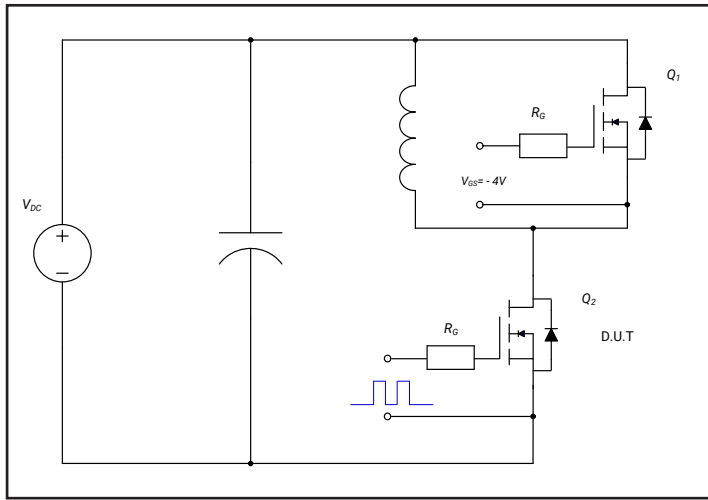 Q1
RG
VGS= - 4V
VDC
+
−
Q2
RG
D.U.T